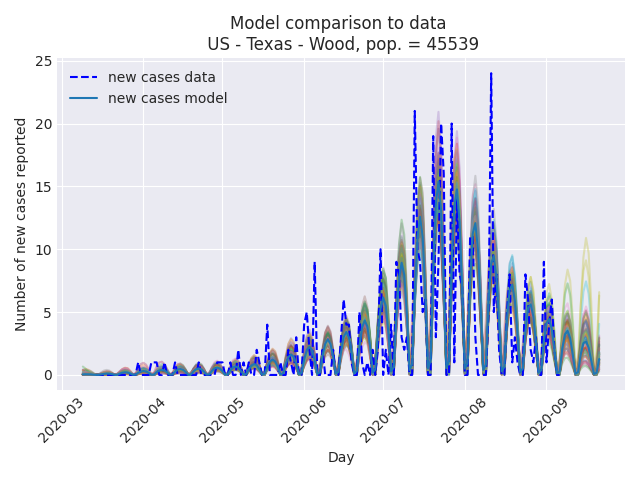 Model comparison to data
US - Texas - Wood, pop. = 45539
new cases data
new cases model
Number of new cases reported
25
20
15
10
5
0
2020-03
2020-04
2020-05
2020-06
2020-07
2020-08
2020-09
Day